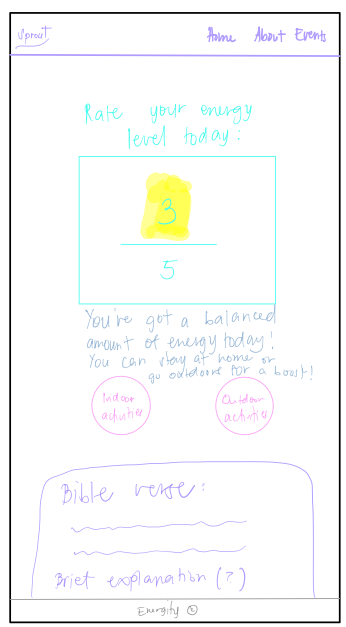 Sprout
Home About Events
Rate your energy
level today:
3
5
You've got a balanced
amount of energy today!
You can stay at home or
go outdoors for a boost!
Indoor
activities
Outdoor
activities
Bible verse:
Brief explanation (?)
Energity